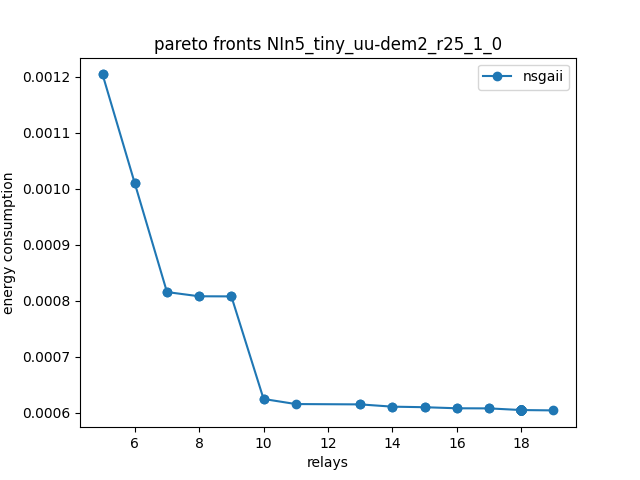 pareto fronts NIn5_tiny_uu-dem2_r25_1_0
nsgaii
energy consumption
0.0012
0.0011
0.0010
0.0009
0.0008
0.0007
0.0006
6 8 10 12 14 16 18
relays